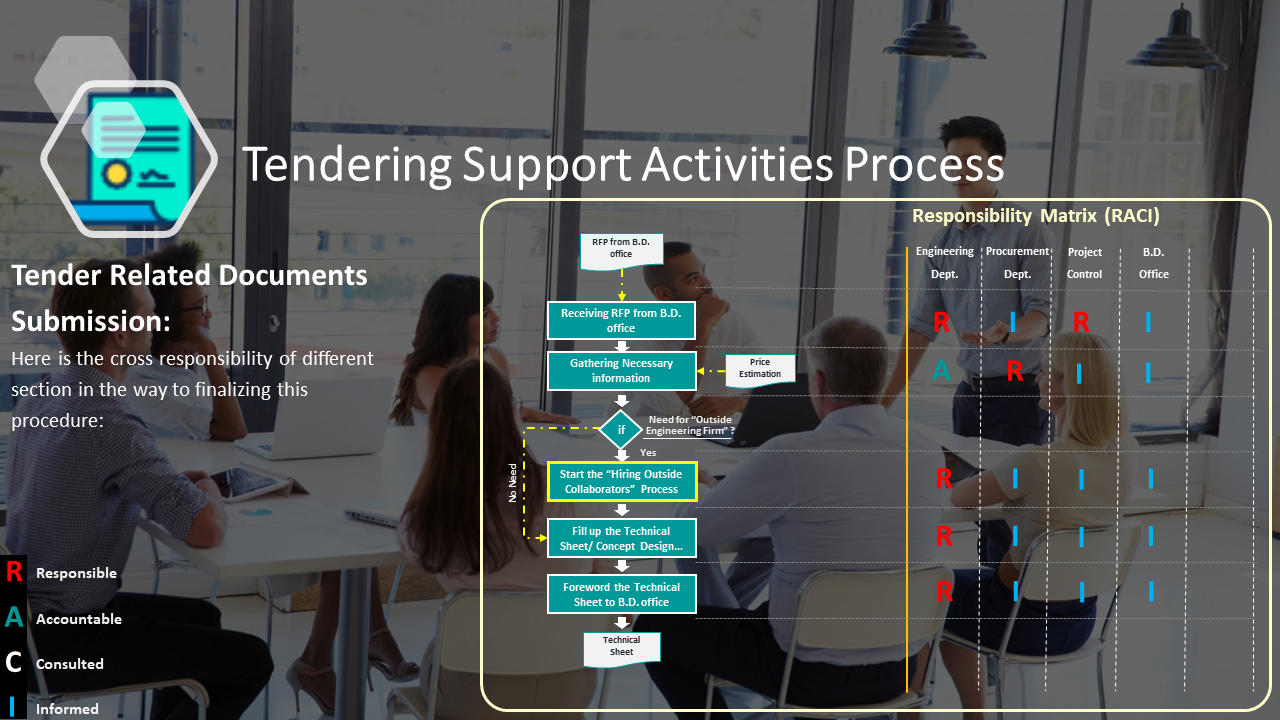 Tendering Support Activities Process
Tender Related Documents
Submission:
Here is the cross responsibility of different
section in the way to finalizing this
procedure:
R Responsible
A Accountable
C Consulted
I Informed
RFP from B.D.
office
Receiving RFP from B.D.
office
Gathering Necessary
information
Price
Estimation
if
Need for “Outside
Engineering Firm” ?
Yes
No Need
Start the “Hiring Outside
Collaborators” Process
Fill up the Technical
Sheet/ Concept Design...
Foreword the Technical
Sheet to B.D. office
Technical
Sheet
Responsibility Matrix (RACI)
Engineering Procurement Project B.D.
Dept. Dept. Control Office
R I R I
A R I I
R I I I
R I I I
R I I I